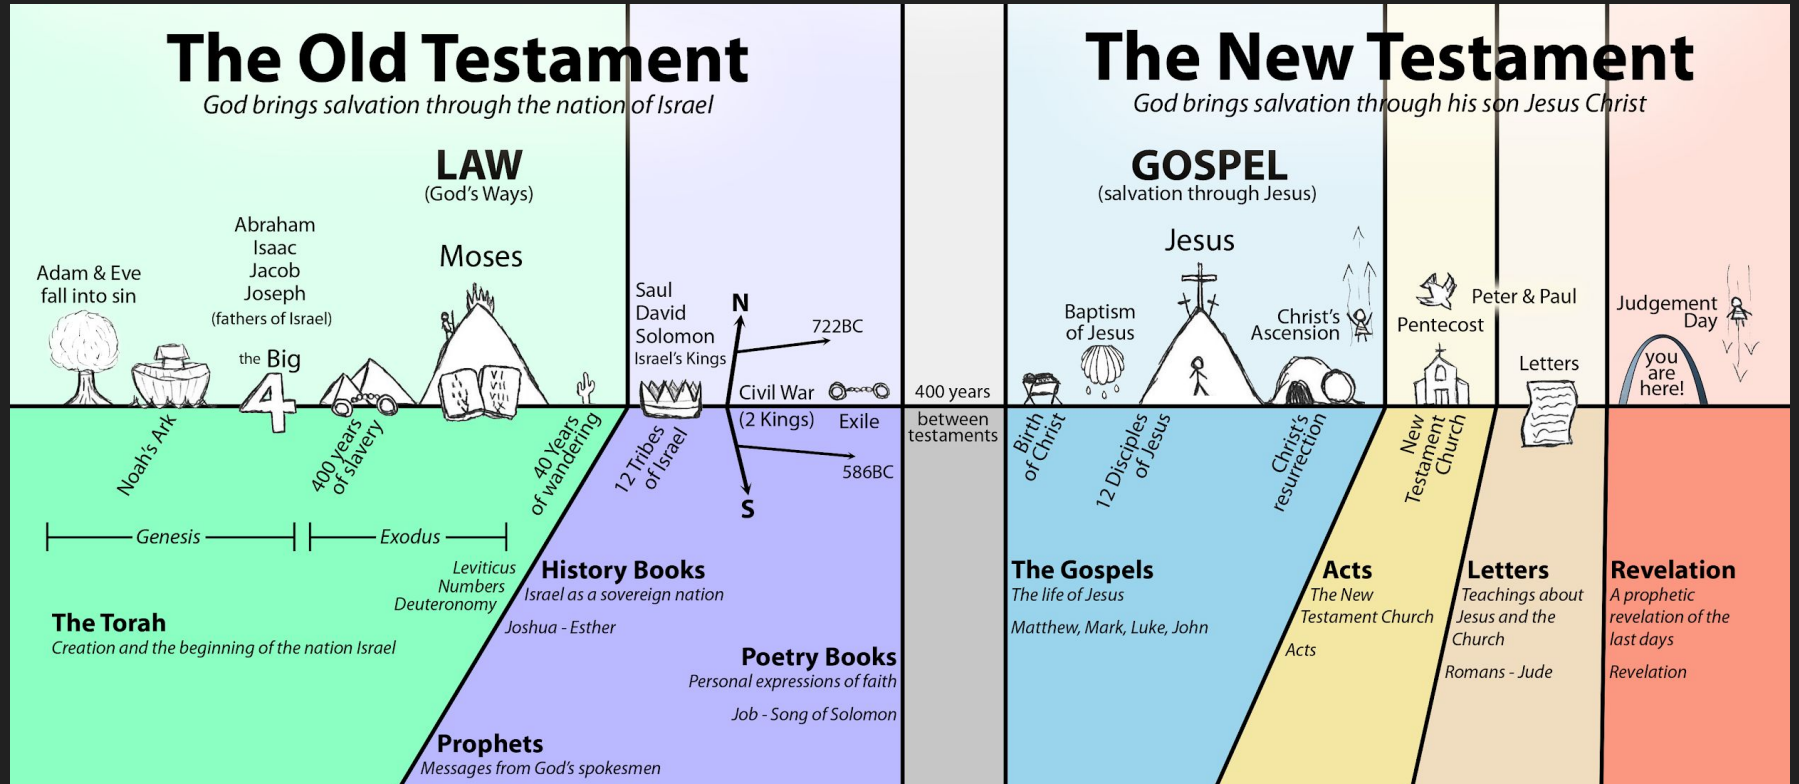 The Old Testament
God brings salvation through the nation of Israel
LAW
(God's Ways)
Adam & Eve
fall into sin
Noah's Ark
Abraham
Isaac
Jacob
Joseph
(fathers of Israel)
the Big
4
400 years
of slavery
Moses
40 Years
of wandering
Genesis
Exodus
Leviticus
Numbers
Deuteronomy
The Torah
Creation and the beginning of the nation Israel
Saul
David
Solomon
Israel's Kings
12 Tribes
of Israel
N
722BC
Civil War
(2 Kings)
Exile
586BC
S
History Books
Israel as a sovereign nation
Joshua - Esther
Poetry Books
Personal expressions of faith
Job - Song of Solomon
Prophets
Messages from God's spokesmen
400 years
between
testaments
The New Testament
God brings salvation through his son Jesus Christ
GOSPEL
(salvation through Jesus)
Birth
of Christ
Baptism
of Jesus
Jesus
12 Disciples
of Jesus
Christ's
Ascension
Christ's
resurrection
The Gospels
The life of Jesus
Matthew, Mark, Luke, John
Pentecost
Peter & Paul
New
Testament
Church
Acts
The New
Testament Church
Acts
Letters
Letters
Teachings about
Jesus and the
Church
Romans - Jude
Judgement
Day
you
are
here!
Revelation
A prophetic
revelation of the
last days
Revelation